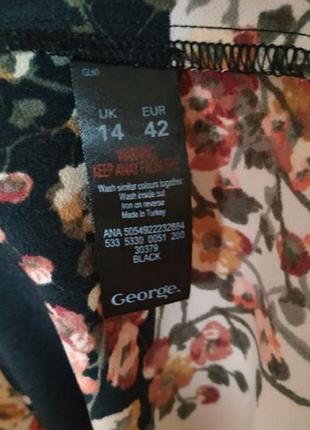 GL60
UK EUR
14 42
WARNING
KEEP AWAY FROM FIRE
Wash similar colours together.
Wash inside out.
Iron on reverse
Made in Turkey
ANA 5054922232884
533 5330 0051 200
30379
BLACK
George.